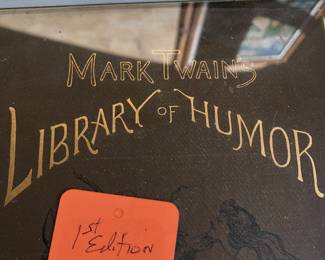 MARK TWAIN'S
LIBRARY OF HUMOR
1st
Edition